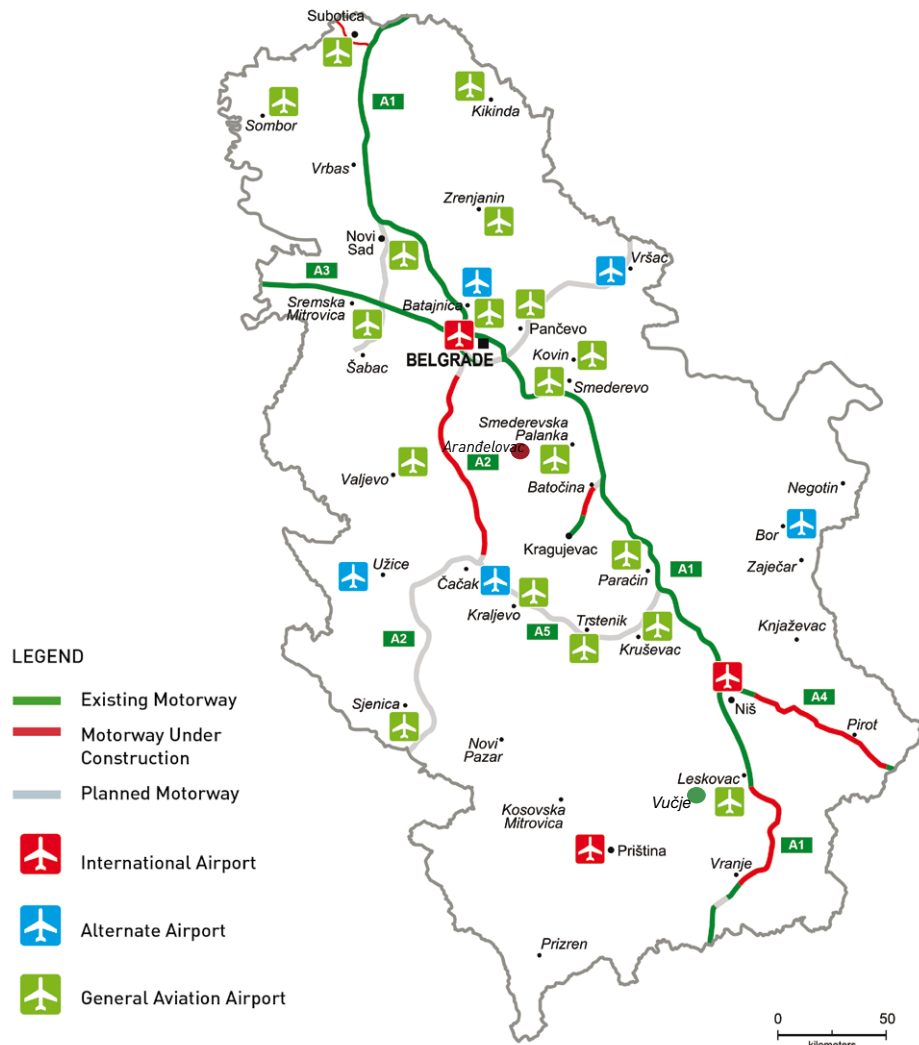 Subotica
A1
Kikinda
Sombor
Vrbas
Zrenjanin
Novi
Sad
Vršac
A3
Sremska
Mitrovica
Batajnica
Pančevo
BELGRADE
Šabac
Kovin
Smederevo
Smederevska
Palanka
Aranđelovac
A2
Valjevo
Batočina
Negotin
Bor
Kragujevac
Zaječar
Užice
Čačak
Paraćin
A1
Kraljevo
Trstenik
A5
Kruševac
Knjaževac
A2
LEGEND
Existing Motorway
Motorway Under
Construction
Planned Motorway
International Airport
Alternate Airport
General Aviation Airport
Sjenica
Niš
A4
Pirot
Novi
Pazar
Leskovac
Vučje
Kosovska
Mitrovica
Priština
A1
Vranje
Prizren
0 50
kilometers